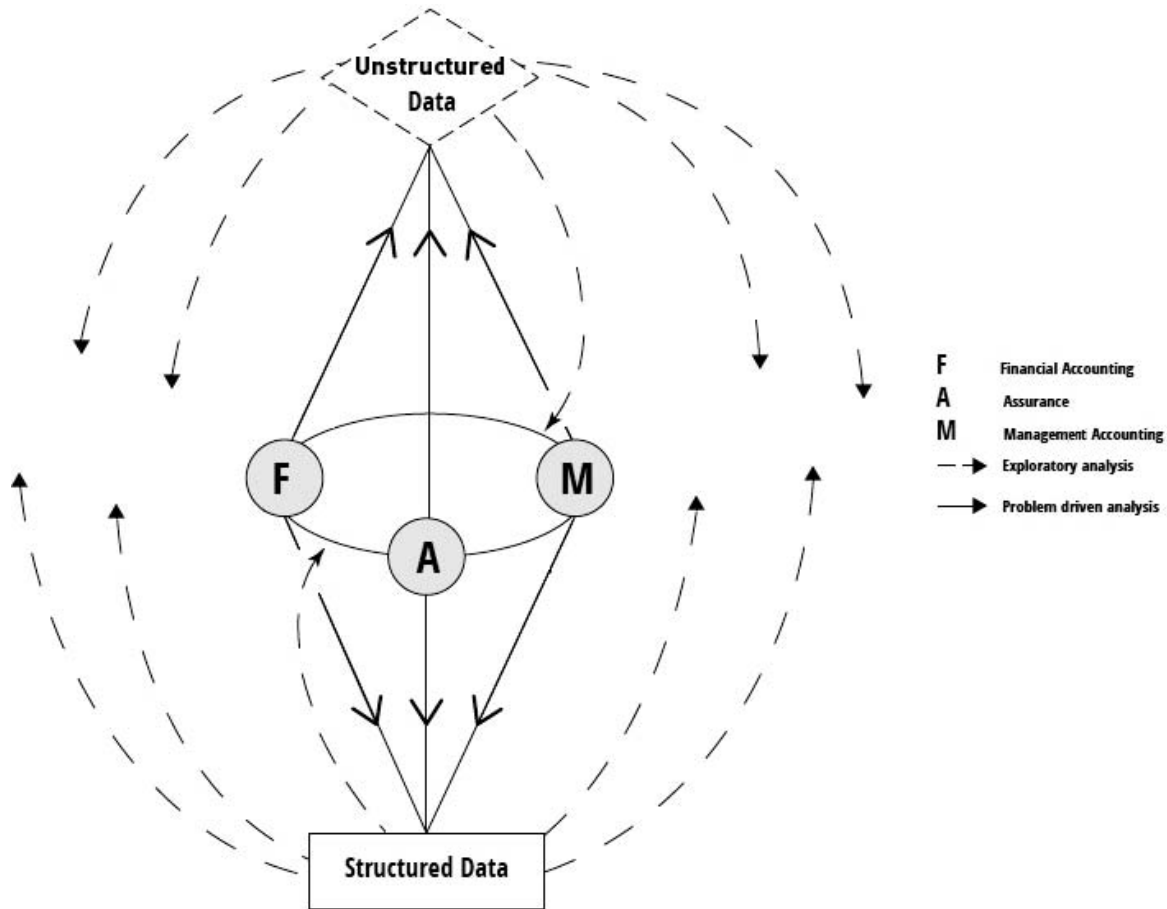 Unstructured
Data
F
M
A
Structured Data
F Financial Accounting
A Assurance
M Management Accounting
Exploratory analysis
Problem driven analysis